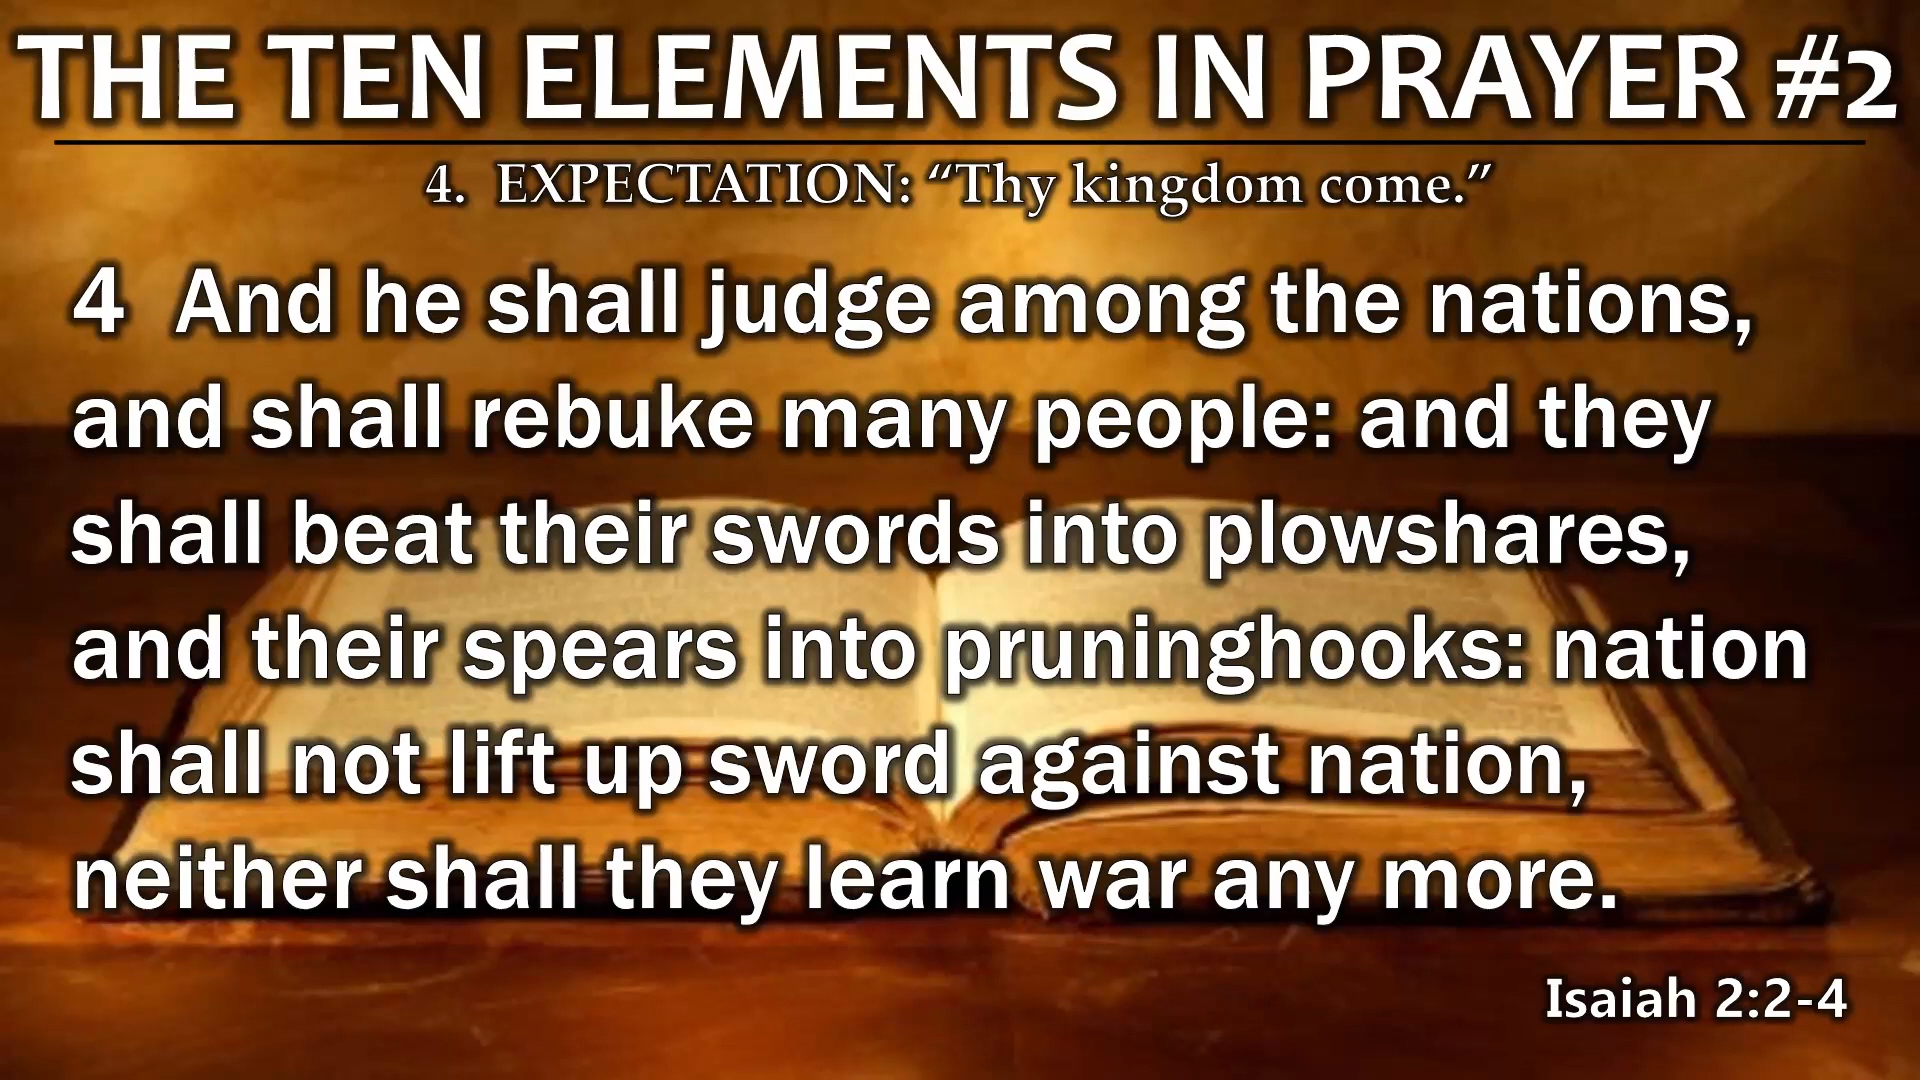 THE TEN ELEMENTS IN PRAYER #2
4. EXPECTATION: “Thy kingdom come.”
4 And he shall judge among the nations,
and shall rebuke many people: and they
shall beat their swords into plowshares,
and their spears into pruninghooks: nation
shall not lift up sword against nation,
neither shall they learn war any more.
Isaiah 2:2-4